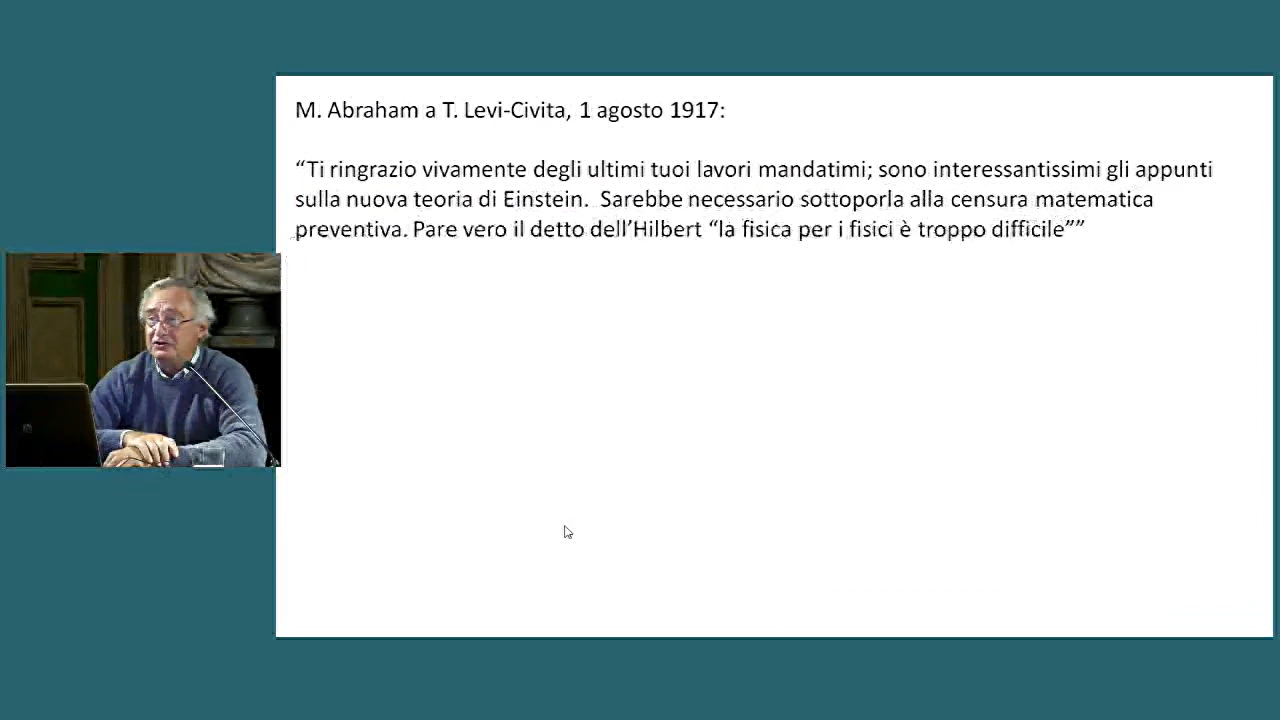 M. Abraham a T. Levi-Civita, 1 agosto 1917:
“Ti ringrazio vivamente degli ultimi tuoi lavori mandatimi; sono interessantissimi gli appunti
sulla nuova teoria di Einstein.  Sarebbe necessario sottoporla alla censura matematica
preventiva. Pare vero il detto dell’Hilbert “la fisica per i fisici è troppo difficile””